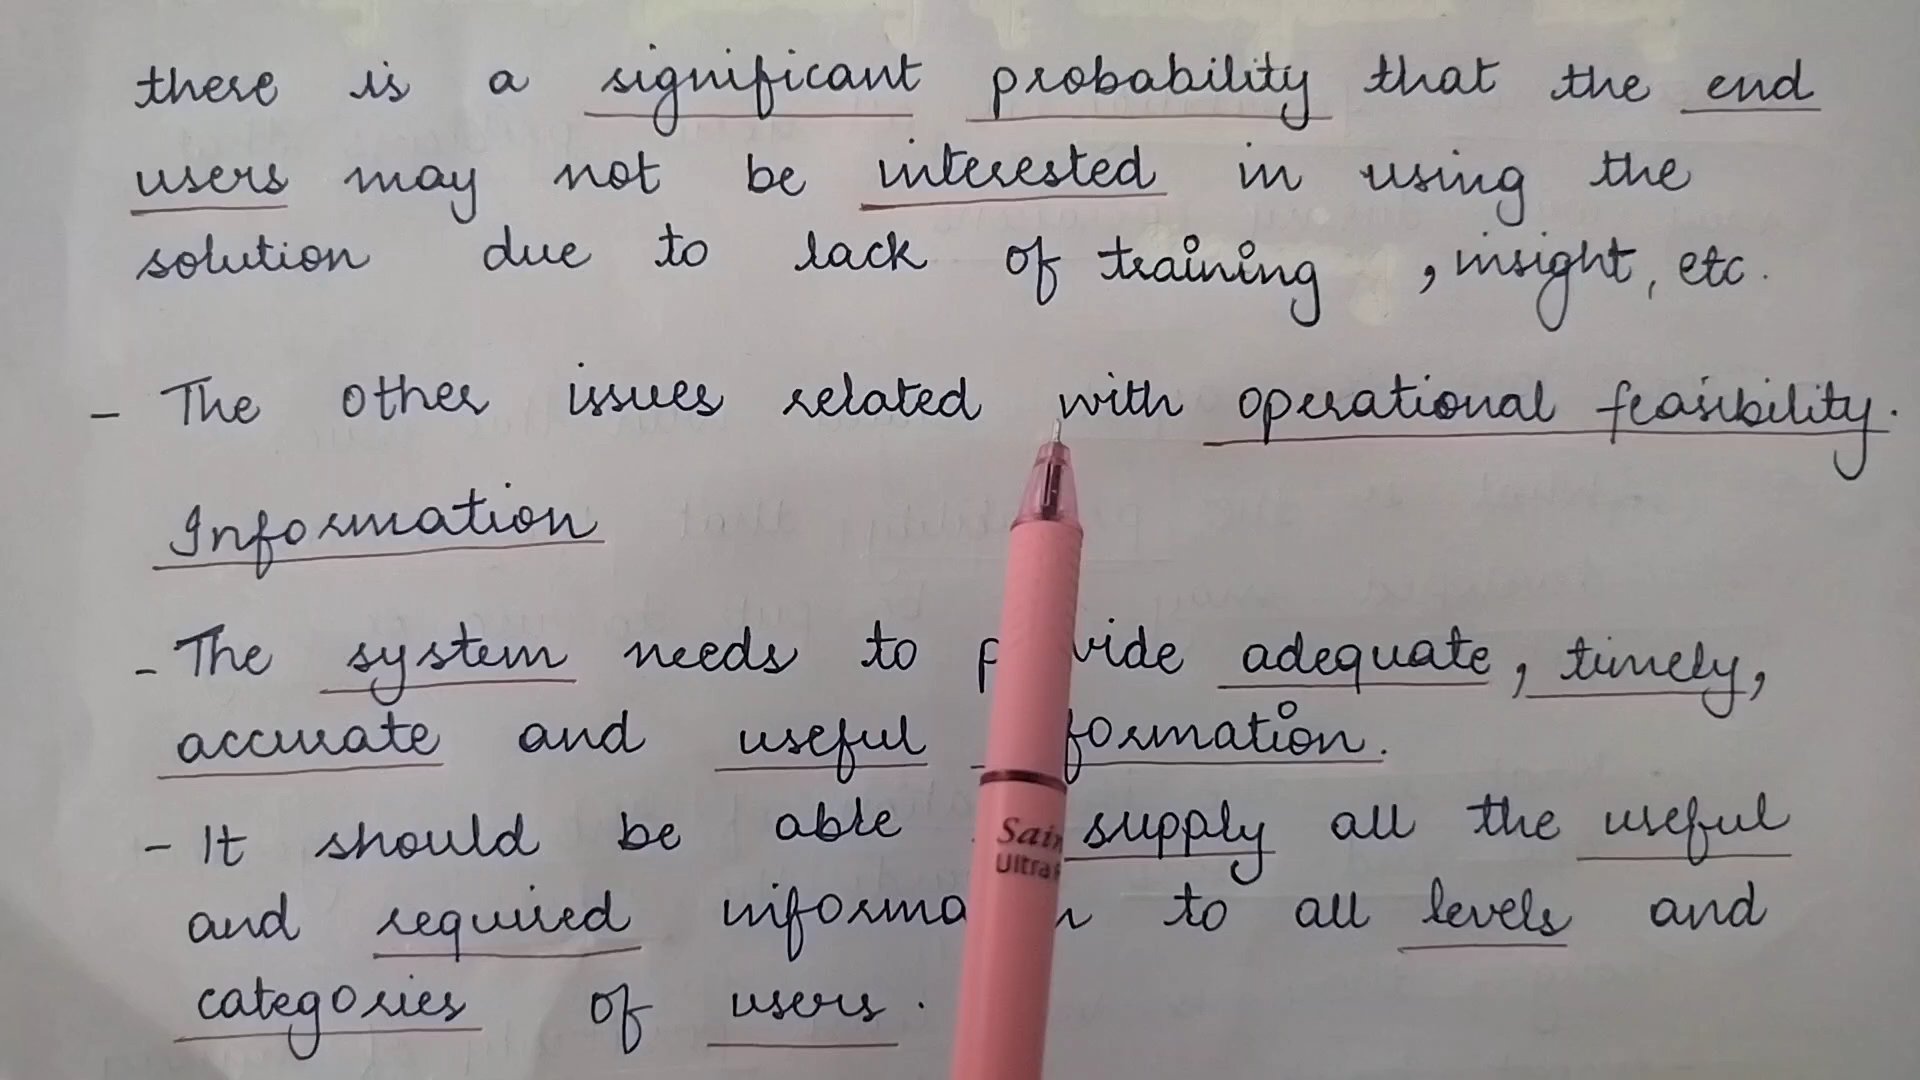 there is a significant probability that the end
users may not be interested in using the
solution due to lack of training , insight, etc.
- The other issues related with operational feasibility.
Information
- The system needs to vide adequate, timely,
accurate and useful formation.
- It should be able supply all the useful
and required informa n to all levels and
categories of users.
Sain
Ultra